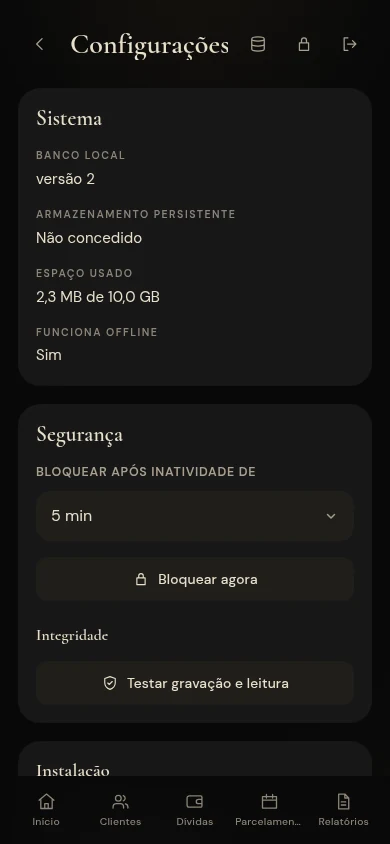 Configurações
Sistema
BANCO LOCAL
versão 2
ARMAZENAMENTO PERSISTENTE
Não concedido
ESPAÇO USADO
2,3 MB de 10,0 GB
FUNCIONA OFFLINE
Sim
Segurança
BLOQUEAR APÓS INATIVIDADE DE
5 min
Bloquear agora
Integridade
Testar gravação e leitura
Instalação
Início Clientes Dívidas Parcelamen... Relatórios